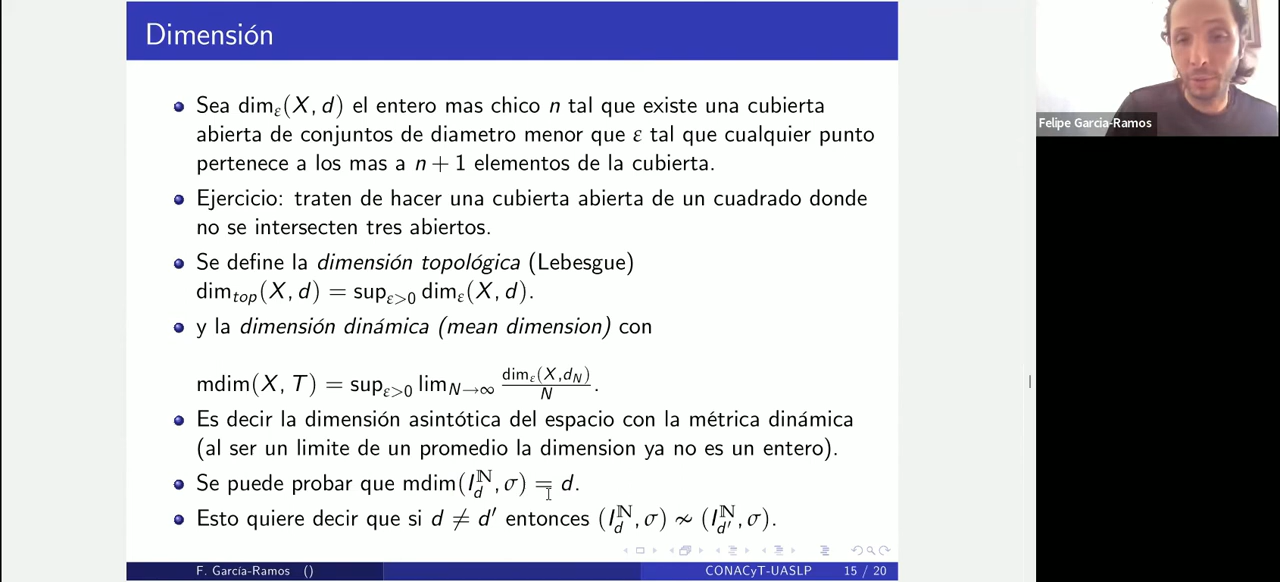 Dimensión
Sea dim_ε(X, d) el entero mas chico n tal que existe una cubierta
abierta de conjuntos de diametro menor que ε tal que cualquier punto
pertenece a los mas a n + 1 elementos de la cubierta.
Ejercicio: traten de hacer una cubierta abierta de un cuadrado donde
no se intersecten tres abiertos.
Se define la dimensión topológica (Lebesgue)
dim_top(X, d) = sup_ε>0 dim_ε(X, d).
y la dimensión dinámica (mean dimension) con
mdim(X, T) = sup_ε>0 lim_N→∞ dim_ε(X,d_N)/N.
Es decir la dimensión asintótica del espacio con la métrica dinámica
(al ser un limite de un promedio la dimension ya no es un entero).
Se puede probar que mdim(I_d^ℕ, σ) = d.
Esto quiere decir que si d ≠ d′ entonces (I_d^ℕ, σ) ≁ (I_d′^ℕ, σ).
F. García-Ramos () CONACyT-UASLP 15 / 20
Felipe Garcia-Ramos